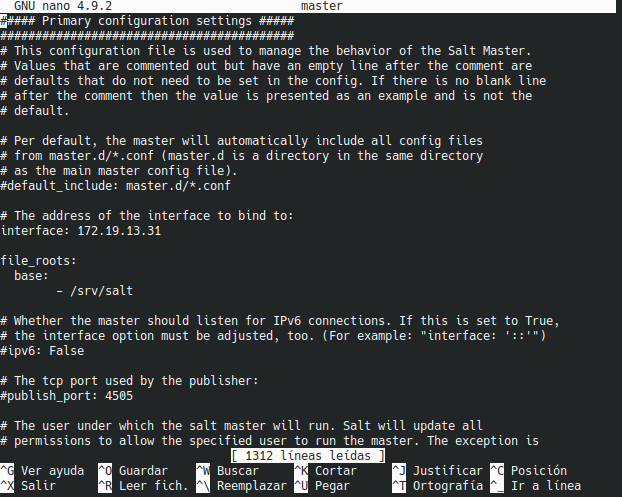 GNU nano 4.9.2 master
##### Primary configuration settings #####
##########################################
# This configuration file is used to manage the behavior of the Salt Master.
# Values that are commented out but have an empty line after the comment are
# defaults that do not need to be set in the config. If there is no blank line
# after the comment then the value is presented as an example and is not the
# default.

# Per default, the master will automatically include all config files
# from master.d/*.conf (master.d is a directory in the same directory
# as the main master config file).
#default_include: master.d/*.conf

# The address of the interface to bind to:
interface: 172.19.13.31

file_roots:
  base:
        - /srv/salt

# Whether the master should listen for IPv6 connections. If this is set to True,
# the interface option must be adjusted, too. (For example: "interface: '::'")
#ipv6: False

# The tcp port used by the publisher:
#publish_port: 4505

# The user under which the salt master will run. Salt will update all
# permissions to allow the specified user to run the master. The exception is
[ 1312 líneas leídas ]
^G Ver ayuda ^O Guardar ^W Buscar ^K Cortar ^J Justificar ^C Posición
^X Salir ^R Leer fich. ^\ Reemplazar ^U Pegar ^T Ortografía ^_ Ir a línea